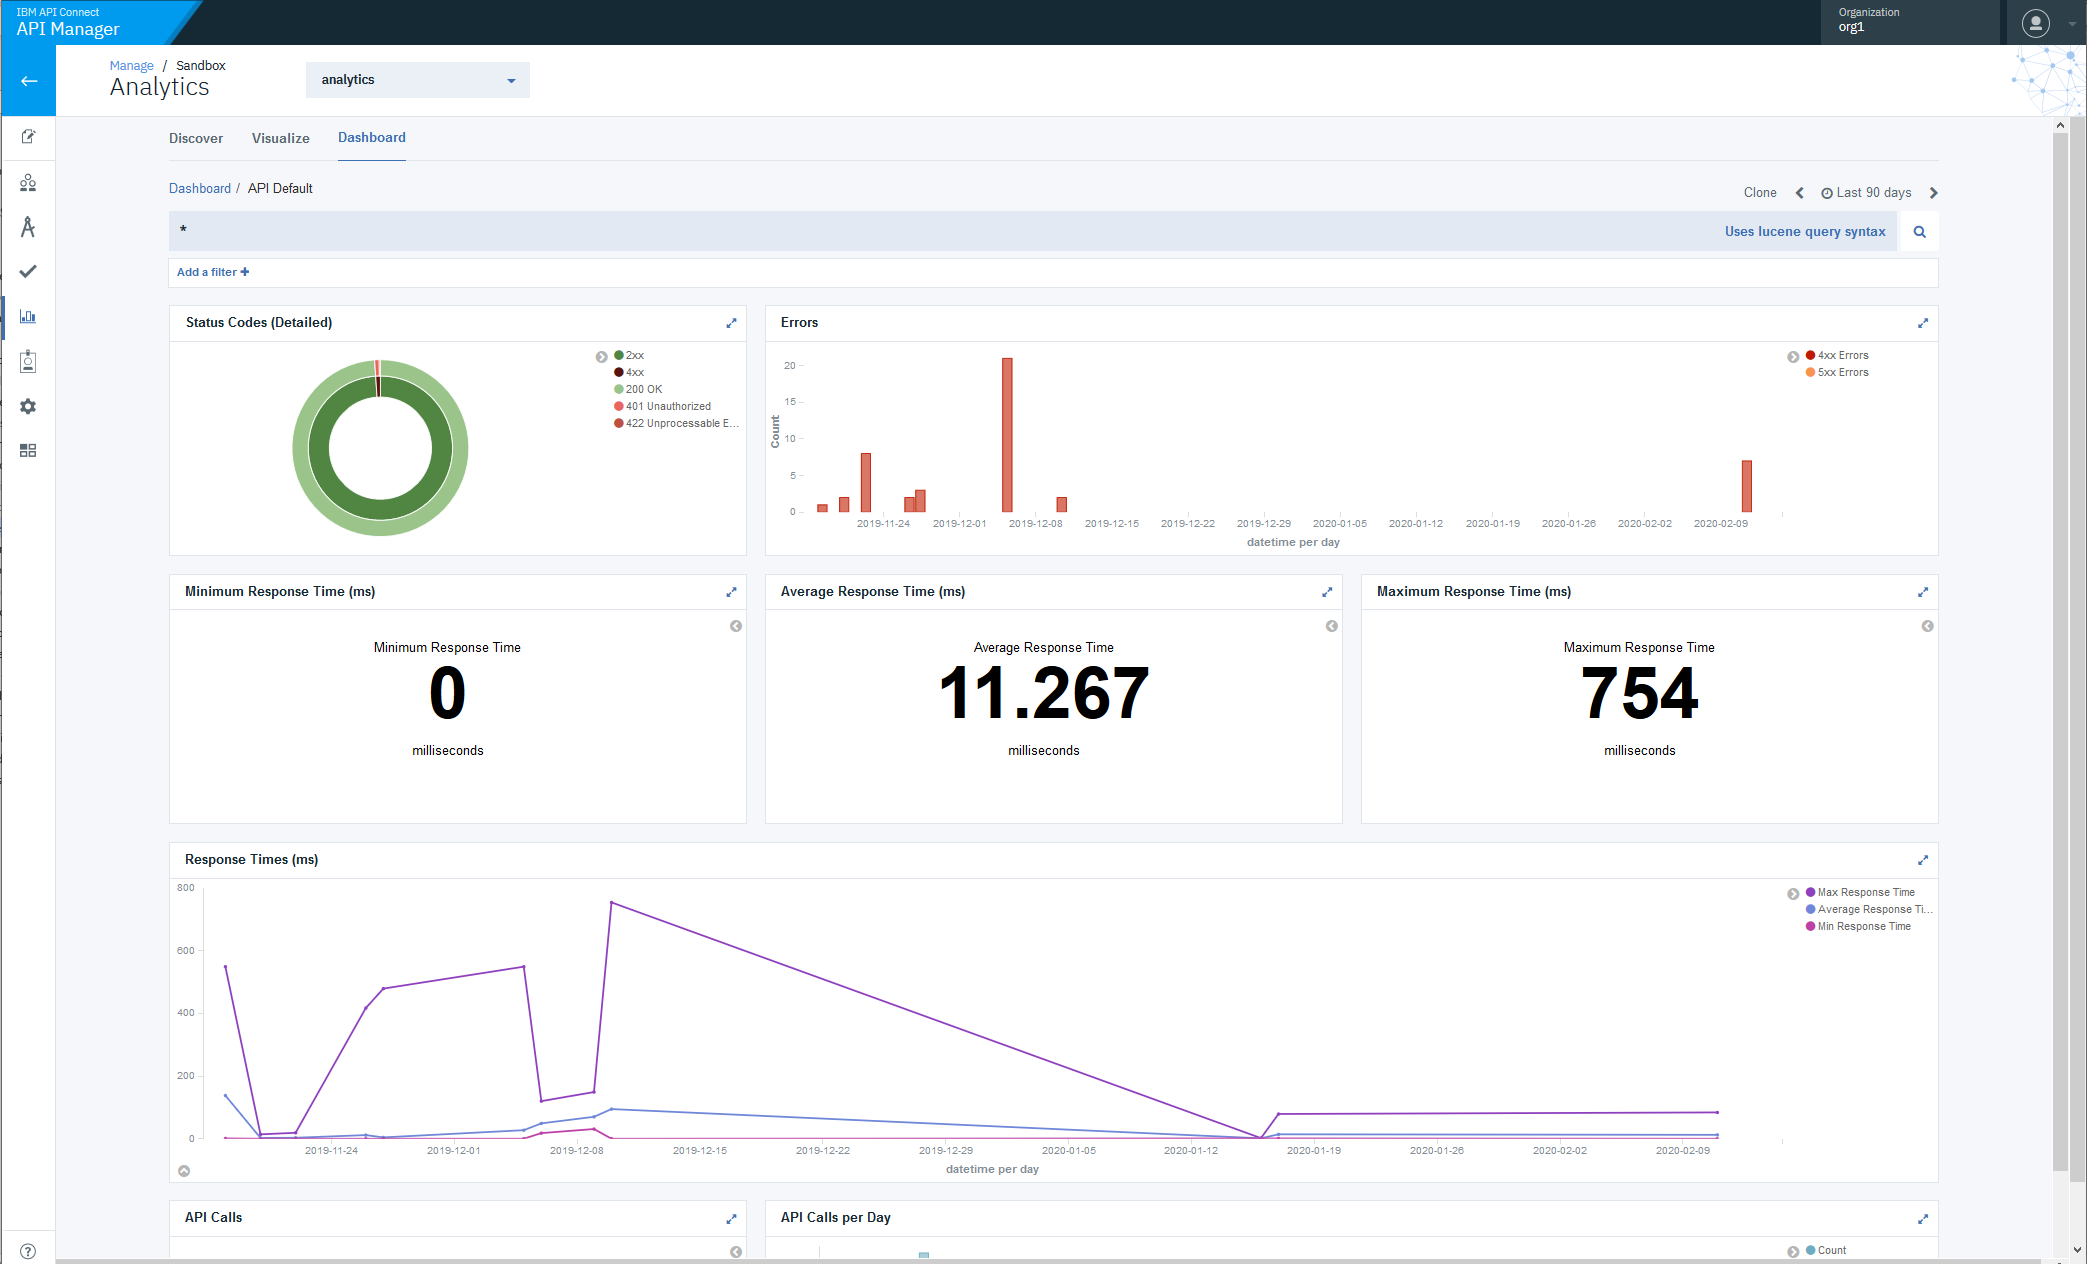 IBM API Connect
API Manager
Organization
org1
Manage / Sandbox
Analytics
analytics
Discover Visualize Dashboard
Dashboard / API Default
Clone Last 90 days
*
Uses lucene query syntax
Add a filter +
Status Codes (Detailed)
2xx
4xx
200 OK
401 Unauthorized
422 Unprocessable E...
Errors
20
15
10
5
0
Count
2019-11-24 2019-12-01 2019-12-08 2019-12-15 2019-12-22 2019-12-29 2020-01-05 2020-01-12 2020-01-19 2020-01-26 2020-02-02 2020-02-09
datetime per day
4xx Errors
5xx Errors
Minimum Response Time (ms)
Minimum Response Time
0
milliseconds
Average Response Time (ms)
Average Response Time
11.267
milliseconds
Maximum Response Time (ms)
Maximum Response Time
754
milliseconds
Response Times (ms)
800
600
400
200
0
2019-11-24 2019-12-01 2019-12-08 2019-12-15 2019-12-22 2019-12-29 2020-01-05 2020-01-12 2020-01-19 2020-01-26 2020-02-02 2020-02-09
datetime per day
Max Response Time
Average Response Ti...
Min Response Time
API Calls
API Calls per Day
Count
?